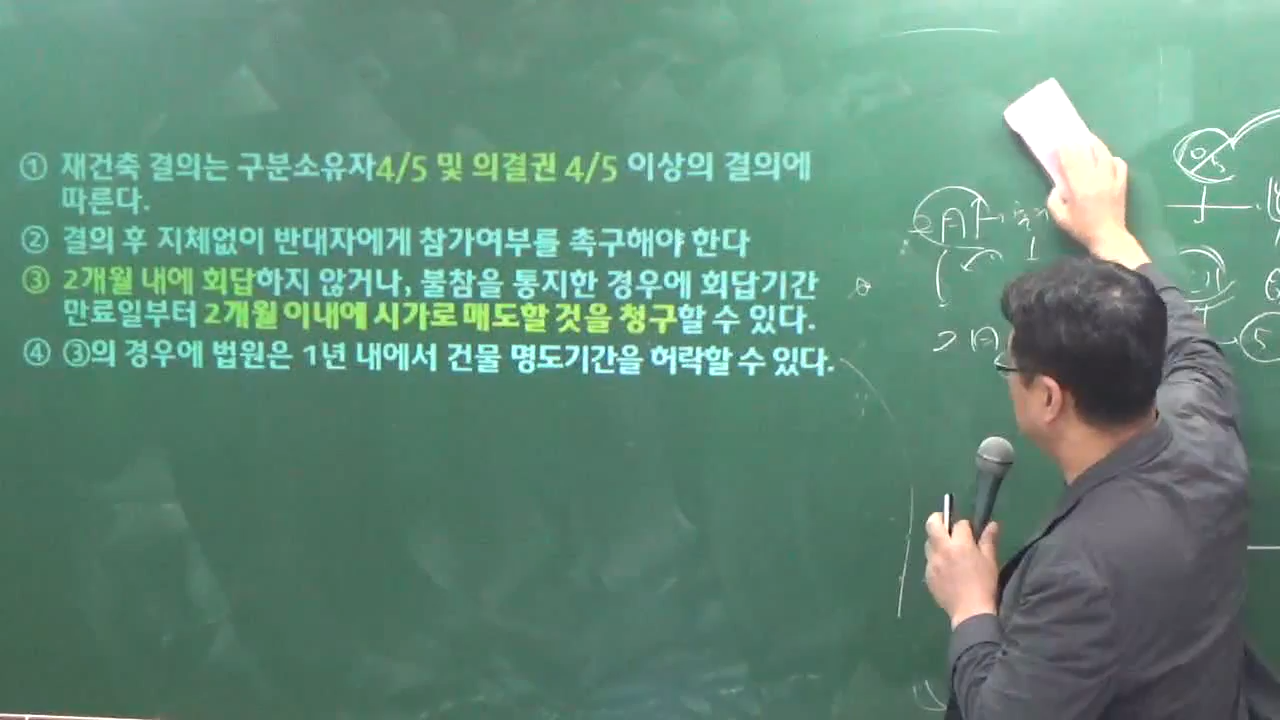 ① 재건축 결의는 구분소유자4/5 및 의결권 4/5 이상의 결의에
따른다.
② 결의 후 지체없이 반대자에게 참가여부를 촉구해야 한다
③ 2개월 내에 회답하지 않거나, 불참을 통지한 경우에 회답기간
만료일부터 2개월 이내에 시가로 매도할 것을 청구할 수 있다.
④ ③의 경우에 법원은 1년 내에서 건물 명도기간을 허락할 수 있다.
5